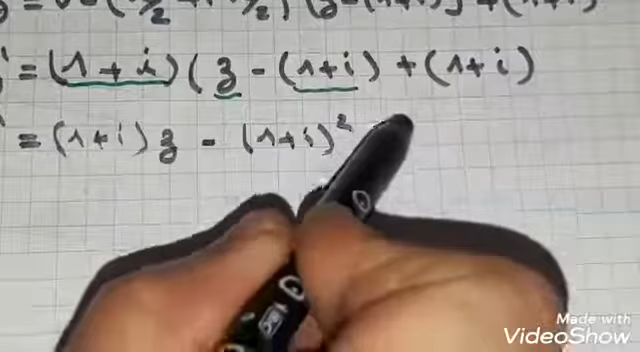 = (1+i)(z - (1+i) + (1+i)
= (1+i)z - (1+i)²
Made with
VideoShow